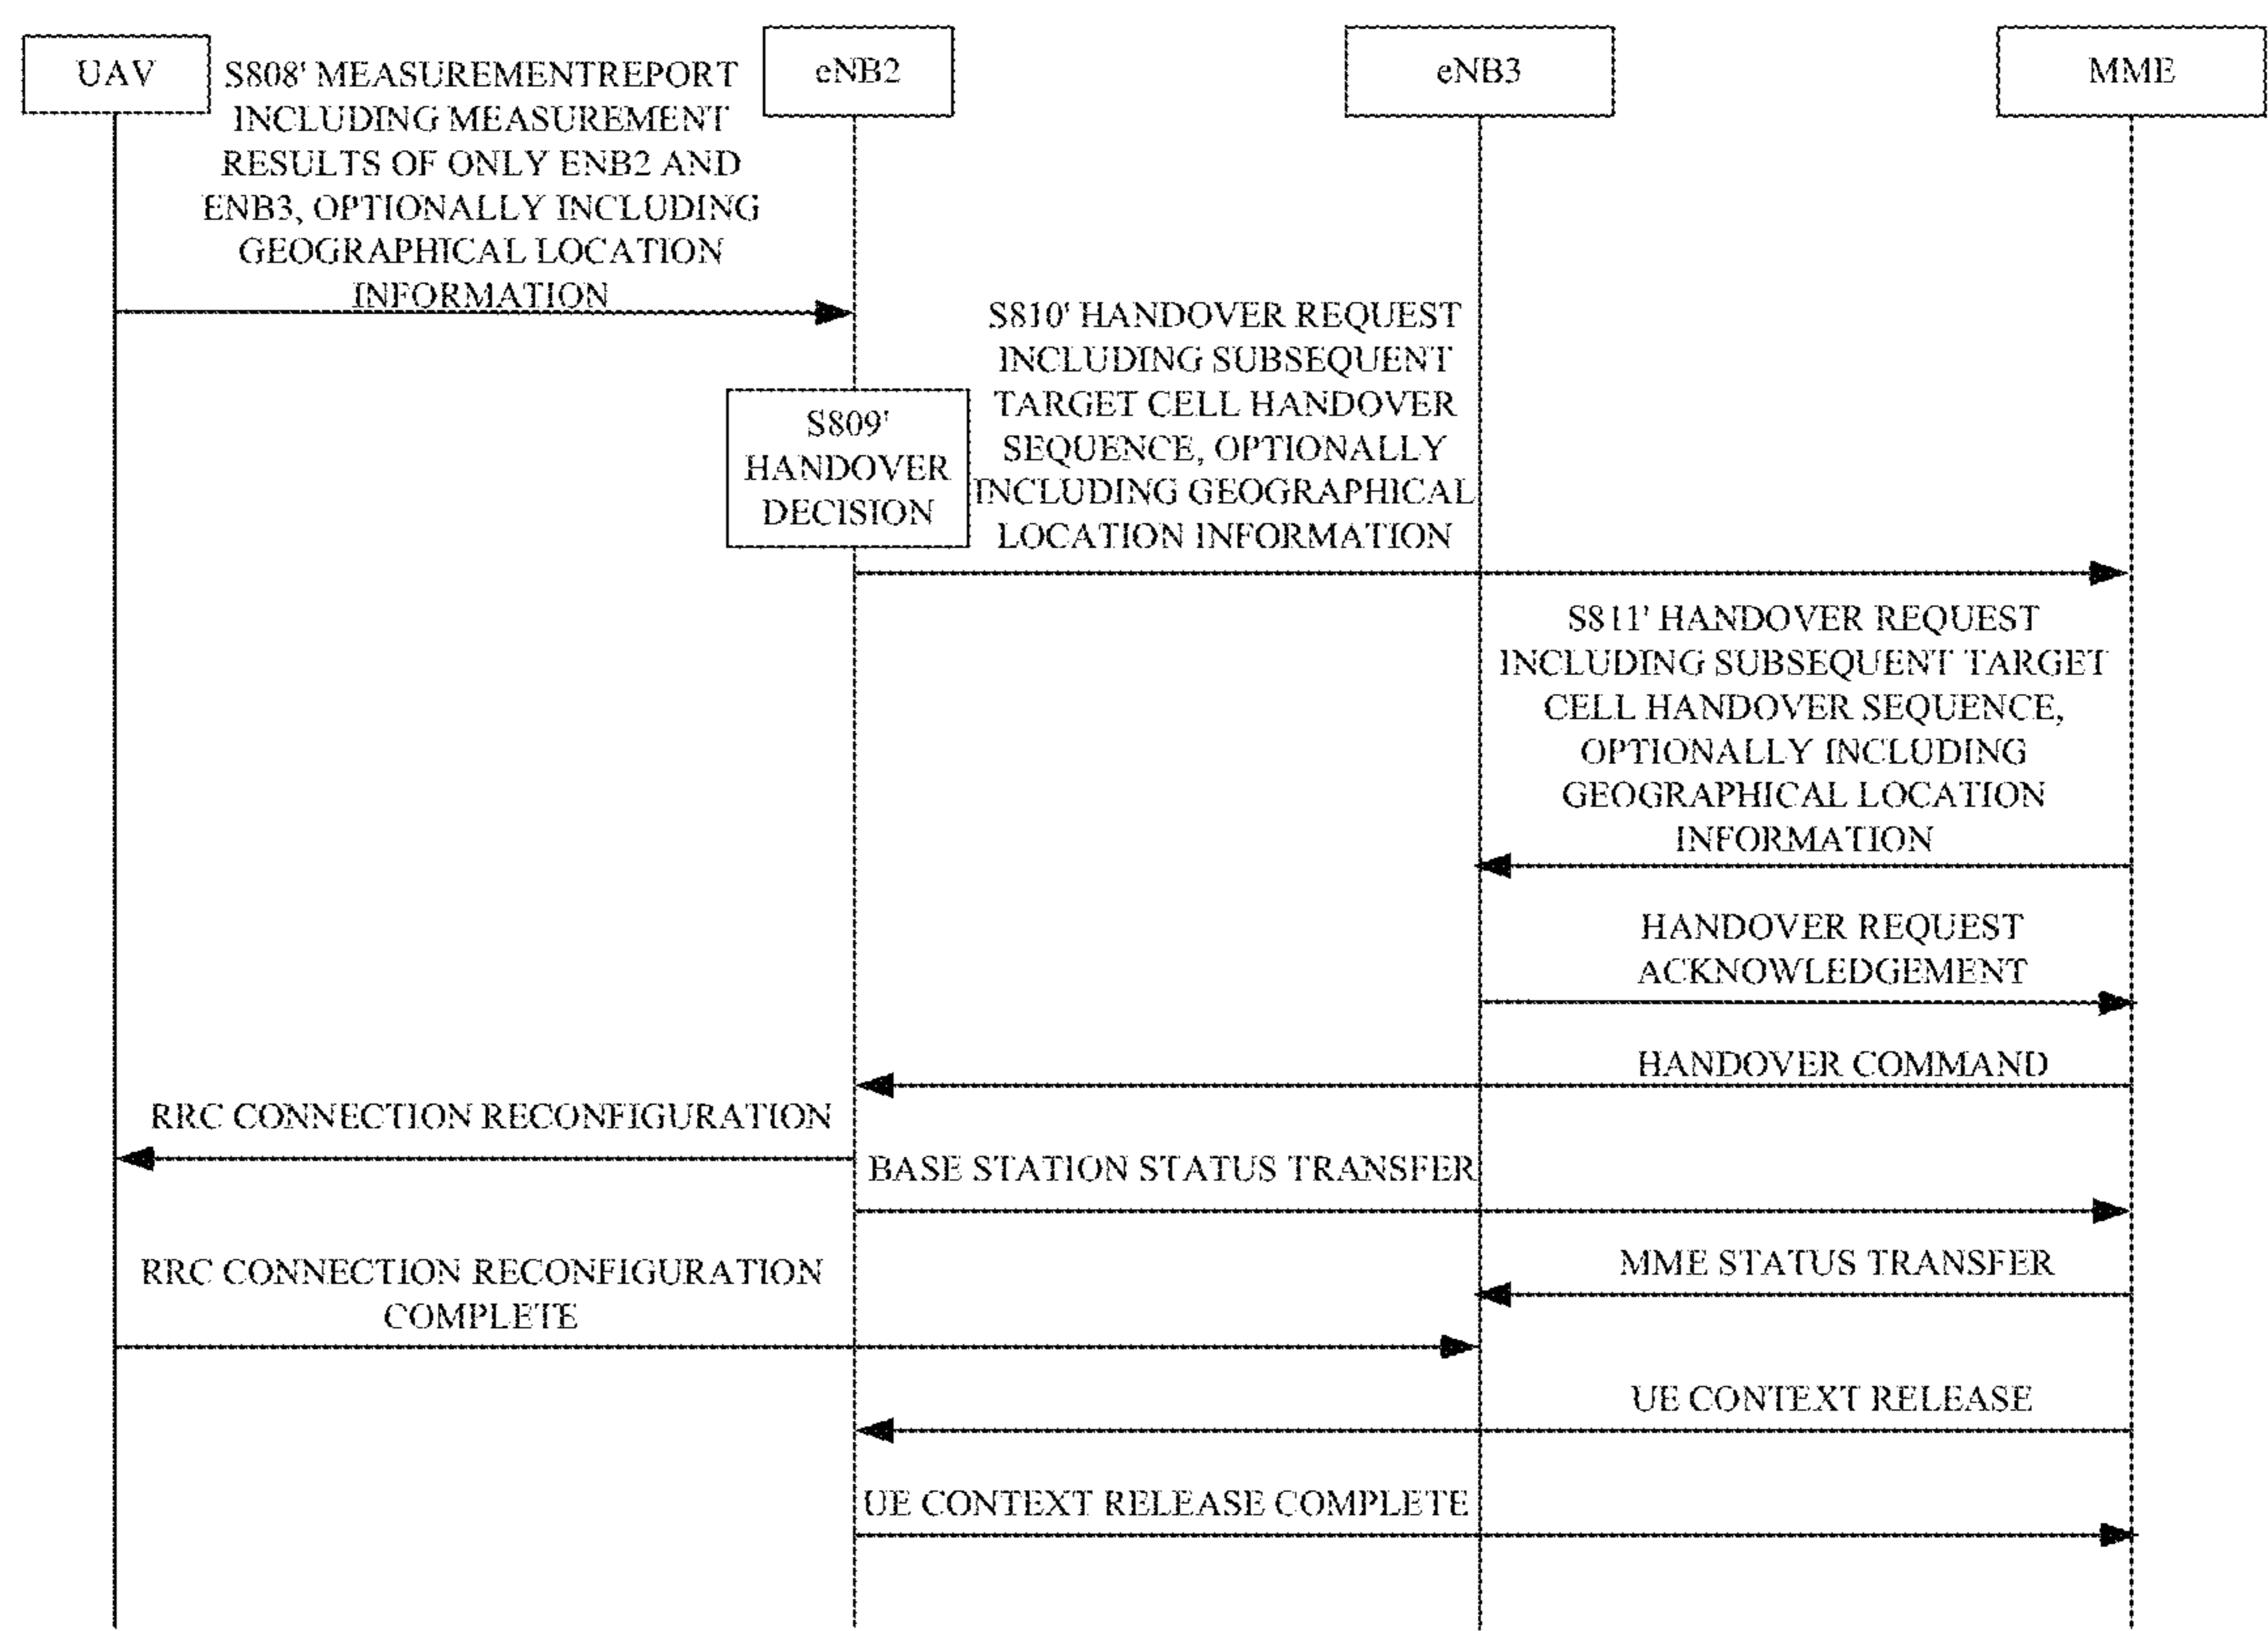 UAV
eNB2
eNB3
MME
S808' MEASUREMENTREPORT
INCLUDING MEASUREMENT
RESULTS OF ONLY ENB2 AND
ENB3, OPTIONALLY INCLUDING
GEOGRAPHICAL LOCATION
INFORMATION
S809'
HANDOVER
DECISION
S810' HANDOVER REQUEST
INCLUDING SUBSEQUENT
TARGET CELL HANDOVER
SEQUENCE, OPTIONALLY
INCLUDING GEOGRAPHICAL
LOCATION INFORMATION
S811' HANDOVER REQUEST
INCLUDING SUBSEQUENT TARGET
CELL HANDOVER SEQUENCE,
OPTIONALLY INCLUDING
GEOGRAPHICAL LOCATION
INFORMATION
HANDOVER REQUEST
ACKNOWLEDGEMENT
HANDOVER COMMAND
RRC CONNECTION RECONFIGURATION
BASE STATION STATUS TRANSFER
MME STATUS TRANSFER
RRC CONNECTION RECONFIGURATION
COMPLETE
UE CONTEXT RELEASE
UE CONTEXT RELEASE COMPLETE